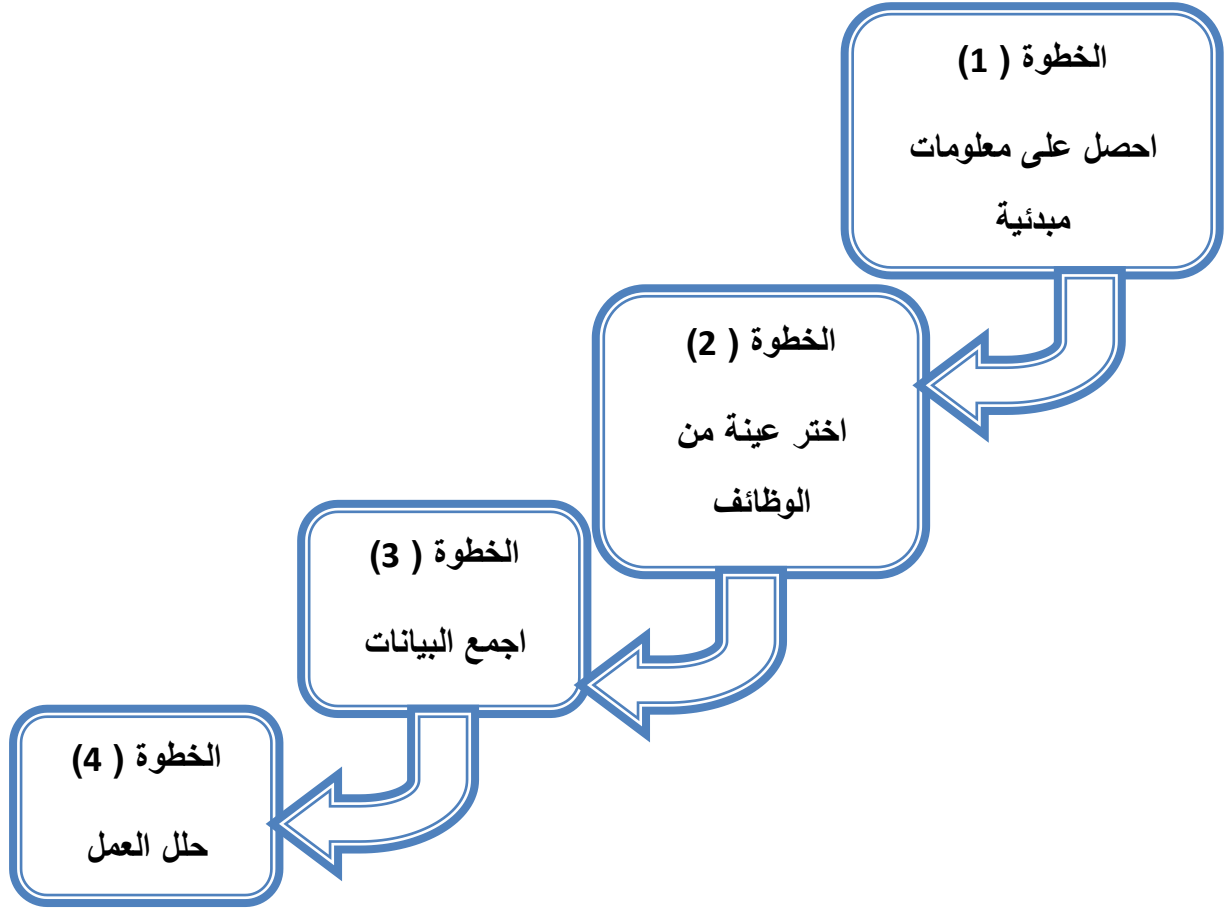 الخطوة ( 1)
احصل على معلومات
مبدئية
الخطوة ( 2)
اختر عينة من
الوظائف
الخطوة ( 3)
اجمع البيانات
الخطوة ( 4)
حلل العمل